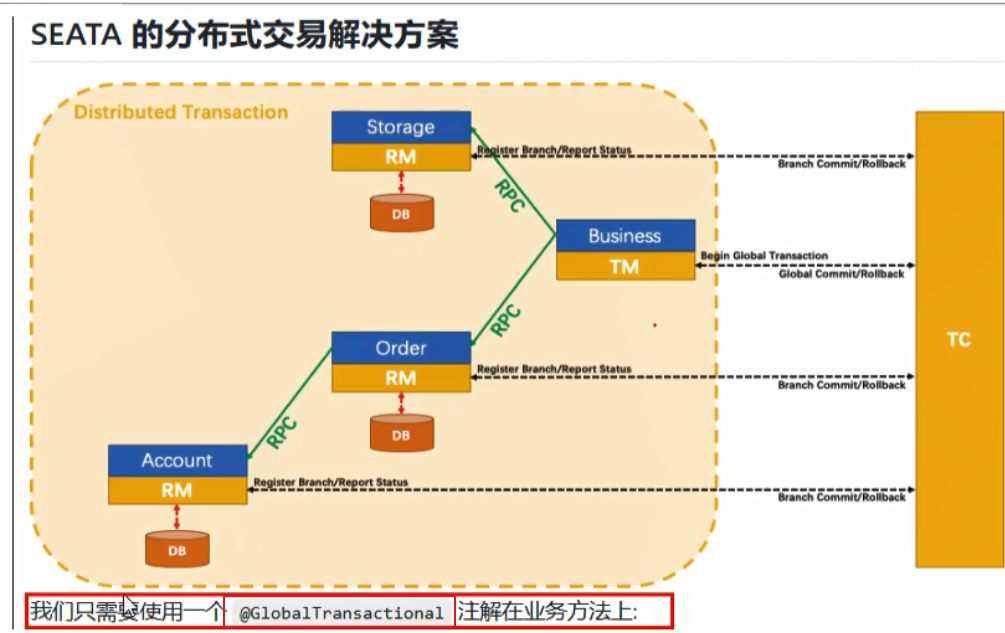 SEATA 的分布式交易解决方案
Distributed Transaction
Storage
RM
Register Branch/Report Status
Branch Commit/Rollback
DB
RPC
Business
TM
Begin Global Transaction
Global Commit/Rollback
TC
RPC
Order
RM
Register Branch/Report Status
Branch Commit/Rollback
DB
RPC
Account
RM
Register Branch/Report Status
Branch Commit/Rollback
DB
我们只需要使用一个 @GlobalTransactional 注解在业务方法上: